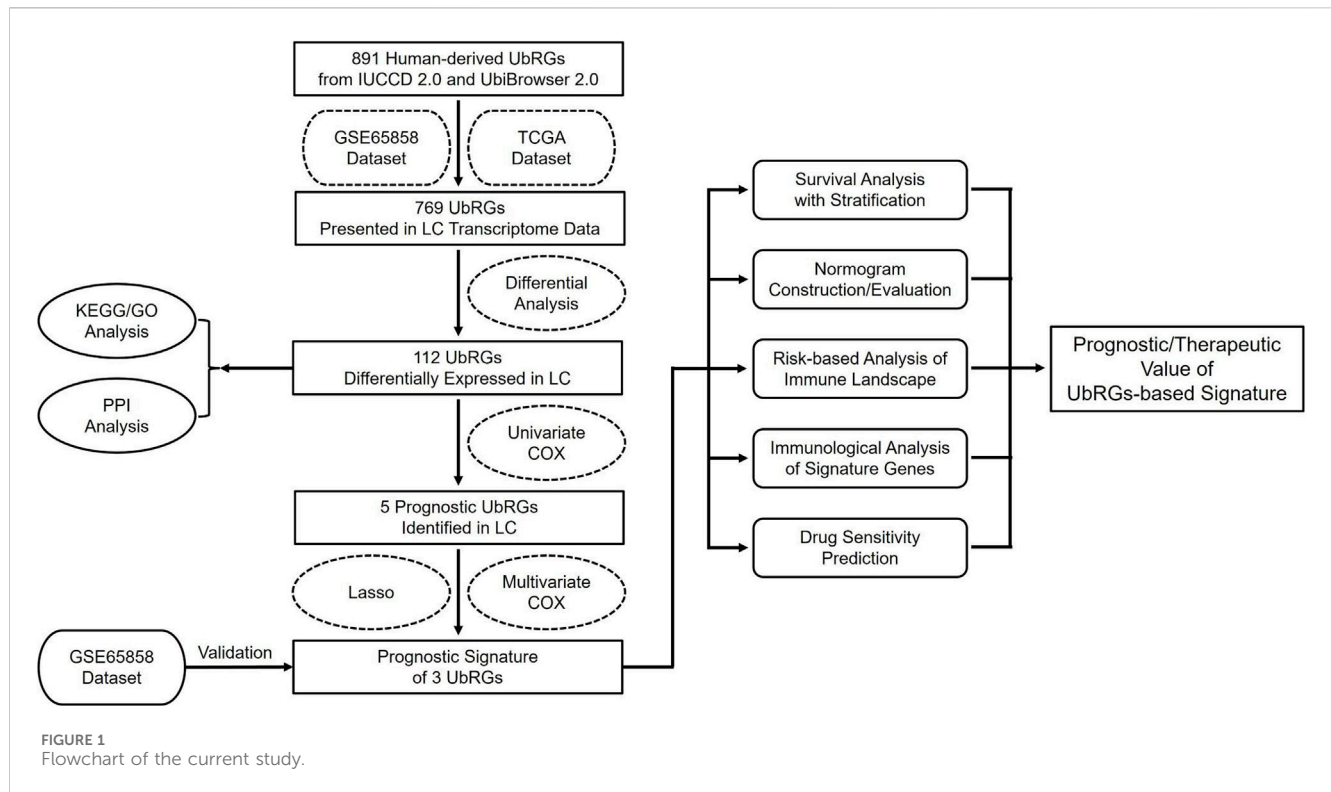 891 Human-derived UbRGs
from IUCCD 2.0 and UbiBrowser 2.0
GSE65858
Dataset
TCGA
Dataset
769 UbRGs
Presented in LC Transcriptome Data
Differential
Analysis
KEGG/GO
Analysis
PPI
Analysis
112 UbRGs
Differentially Expressed in LC
Univariate
COX
5 Prognostic UbRGs
Identified in LC
Lasso
Multivariate
COX
GSE65858
Dataset
Validation
Prognostic Signature
of 3 UbRGs
Survival Analysis
with Stratification
Normogram
Construction/Evaluation
Risk-based Analysis of
Immune Landscape
Immunological Analysis
of Signature Genes
Drug Sensitivity
Prediction
Prognostic/Therapeutic
Value of
UbRGs-based Signature
FIGURE 1
Flowchart of the current study.